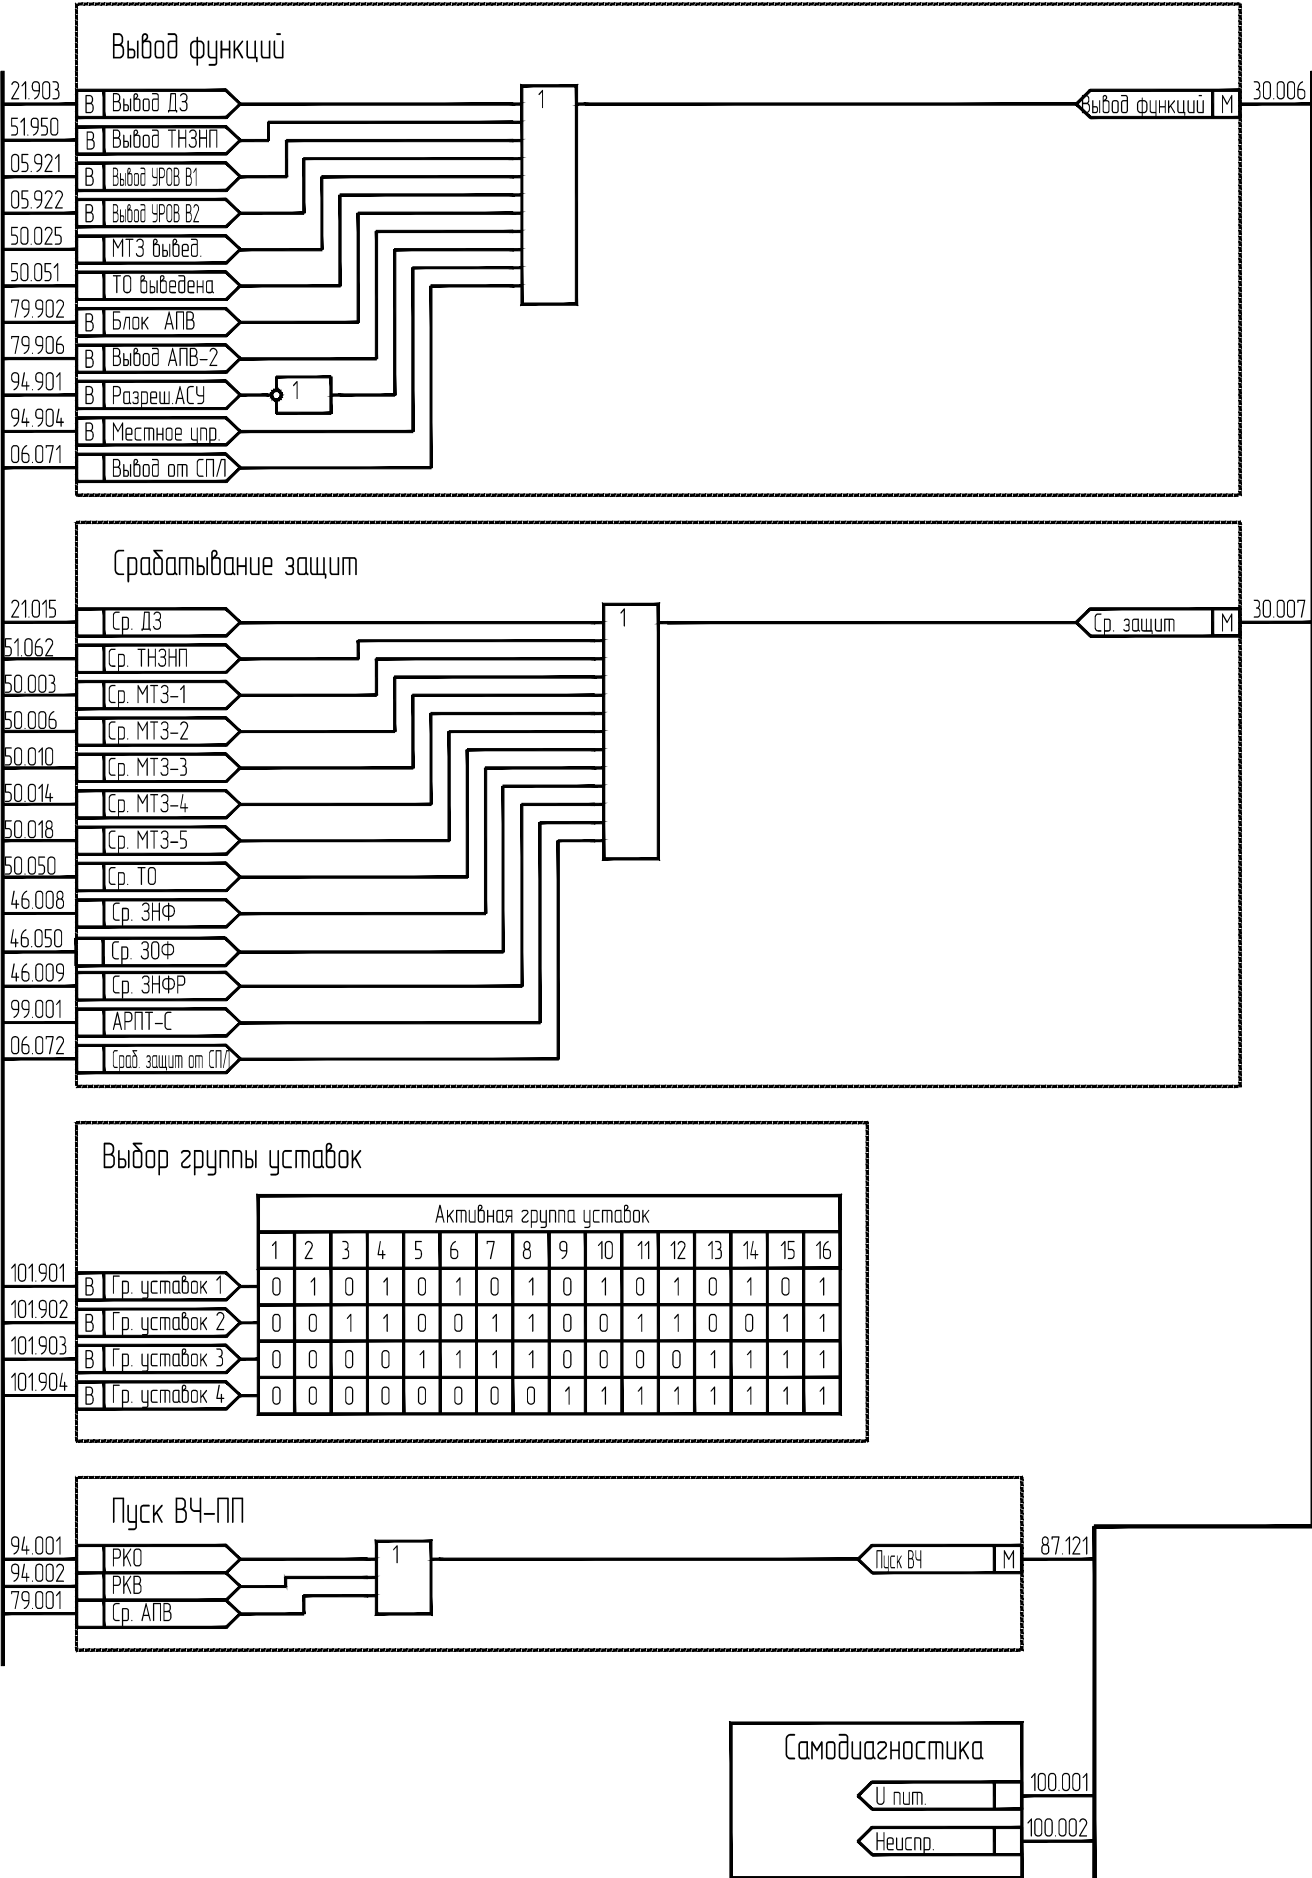 Вывод функций
21.903 В Вывод ДЗ 1 Вывод функций М 30.006
51.950 В Вывод ТНЗНП
05.921 В Вывод УРОВ В1
05.922 В Вывод УРОВ В2
50.025 МТЗ вывед.
50.051 ТО выведена
79.902 В Блок АПВ
79.906 В Вывод АПВ-2
94.901 В Разреш.АСУ 1
94.904 В Местное упр.
06.071 Вывод от СПЛ
Срабатывание защит
21.015 Ср. ДЗ 1 Ср. защит М 30.007
51.062 Ср. ТНЗНП
50.003 Ср. МТЗ-1
50.006 Ср. МТЗ-2
50.010 Ср. МТЗ-3
50.014 Ср. МТЗ-4
50.018 Ср. МТЗ-5
50.050 Ср. ТО
46.008 Ср. ЗНФ
46.050 Ср. ЗОФ
46.009 Ср. ЗНФР
99.001 АРПТ-С
06.072 Сраб. защит от СПЛ
Выбор группы уставок
Активная группа уставок
1 2 3 4 5 6 7 8 9 10 11 12 13 14 15 16
101.901 В Гр. уставок 1 0 1 0 1 0 1 0 1 0 1 0 1 0 1 0 1
101.902 В Гр. уставок 2 0 0 1 1 0 0 1 1 0 0 1 1 0 0 1 1
101.903 В Гр. уставок 3 0 0 0 0 1 1 1 1 0 0 0 0 1 1 1 1
101.904 В Гр. уставок 4 0 0 0 0 0 0 0 0 1 1 1 1 1 1 1 1
Пуск ВЧ-ПП
94.001 РКО 1 Пуск ВЧ М 87.121
94.002 РКВ
79.001 Ср. АПВ
Самодиагностика
U пит. 100.001
Неиспр. 100.002